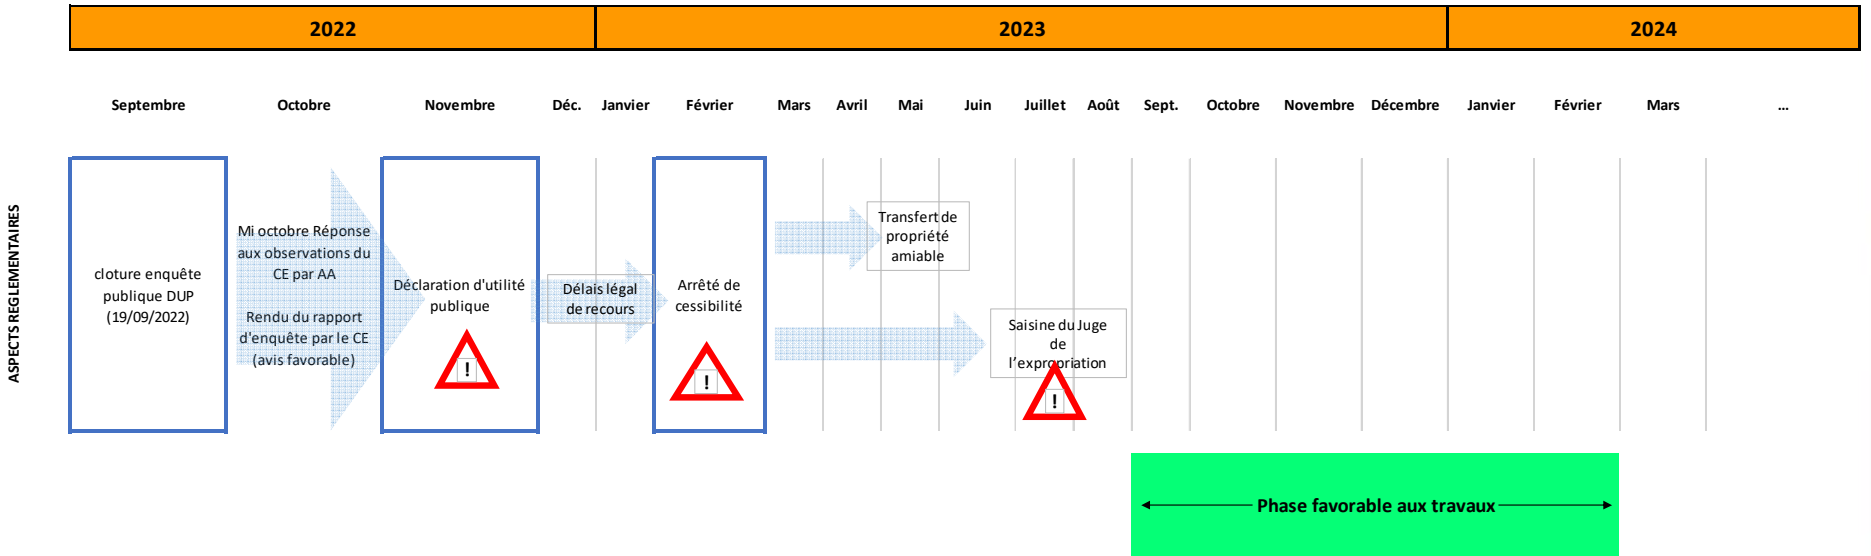 2022
2023
2024
Septembre
Octobre
Novembre
Déc.
Janvier
Février
Mars
Avril
Mai
Juin
Juillet
Août
Sept.
Octobre
Novembre
Décembre
Janvier
Février
Mars
...
ASPECTS REGLEMENTAIRES
cloture enquête
publique DUP
(19/09/2022)
Mi octobre Réponse
aux observations du
CE par AA
Rendu du rapport
d'enquête par le CE
(avis favorable)
Déclaration d'utilité
publique
!
Délais légal
de recours
Arrêté de
cessibilité
!
Transfert de
propriété
amiable
Saisine du Juge
de
l’expropriation
!
Phase favorable aux travaux